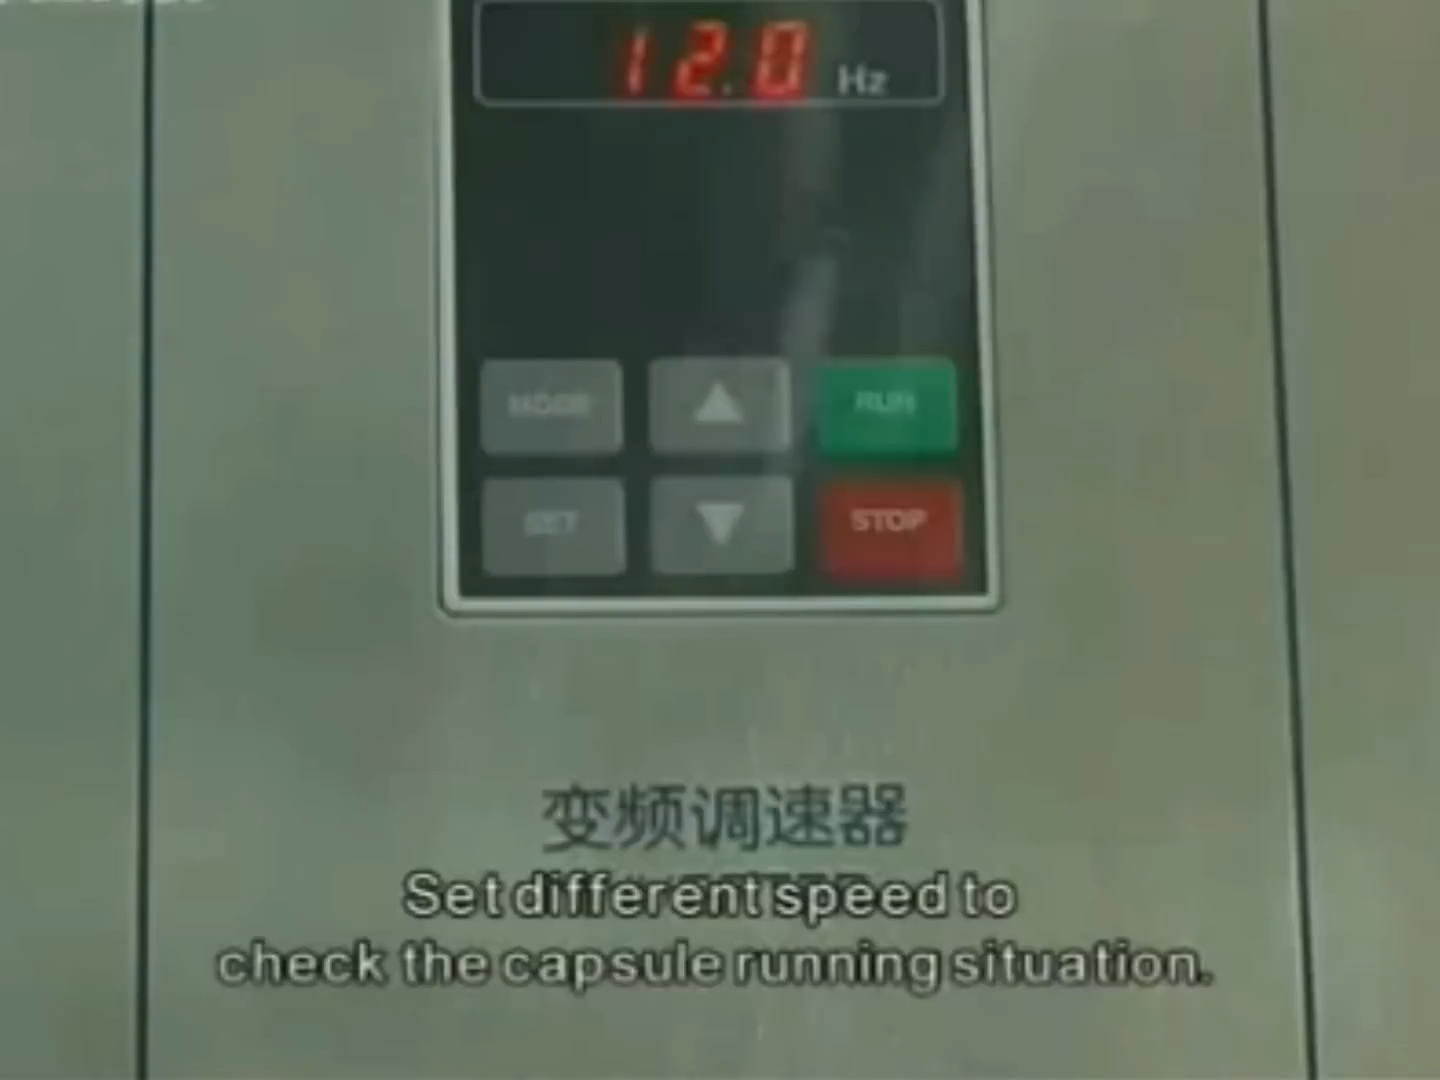 12.0 Hz
MODE ▲ RUN
SET ▼ STOP
变频调速器
Set different speed to
check the capsule running situation.